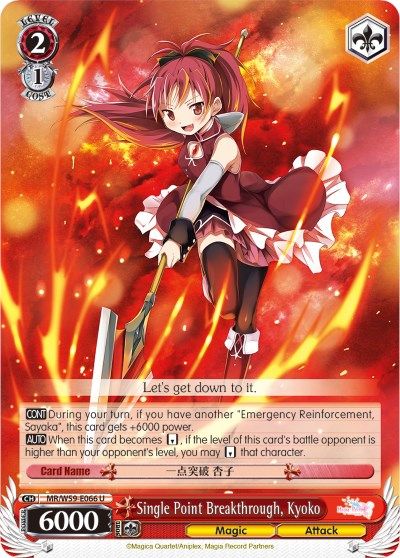 LEVEL
2
1
COST
Let's get down to it.
CONT During your turn, if you have another "Emergency Reinforcement,
Sayaka", this card gets +6000 power.
AUTO When this card becomes [ ], if the level of this card's battle opponent
is higher than your opponent's level, you may [ ] that character.
Card Name 一点突破 杏子
CH MR/W59-E066 U
Single Point Breakthrough, Kyoko
POWER
6000
SOUL
Magic Attack
©Magica Quartet/Aniplex, Magia Record Partners